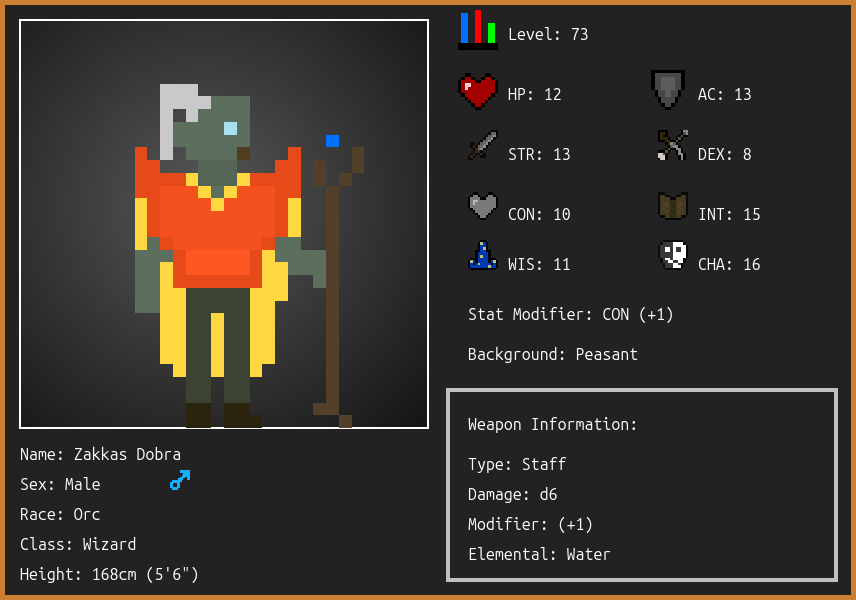 Level: 73
HP: 12
AC: 13
STR: 13
DEX: 8
CON: 10
INT: 15
WIS: 11
CHA: 16
Stat Modifier: CON (+1)
Background: Peasant
Weapon Information:
Type: Staff
Damage: d6
Modifier: (+1)
Elemental: Water
Name: Zakkas Dobra
Sex: Male
Race: Orc
Class: Wizard
Height: 168cm (5'6")